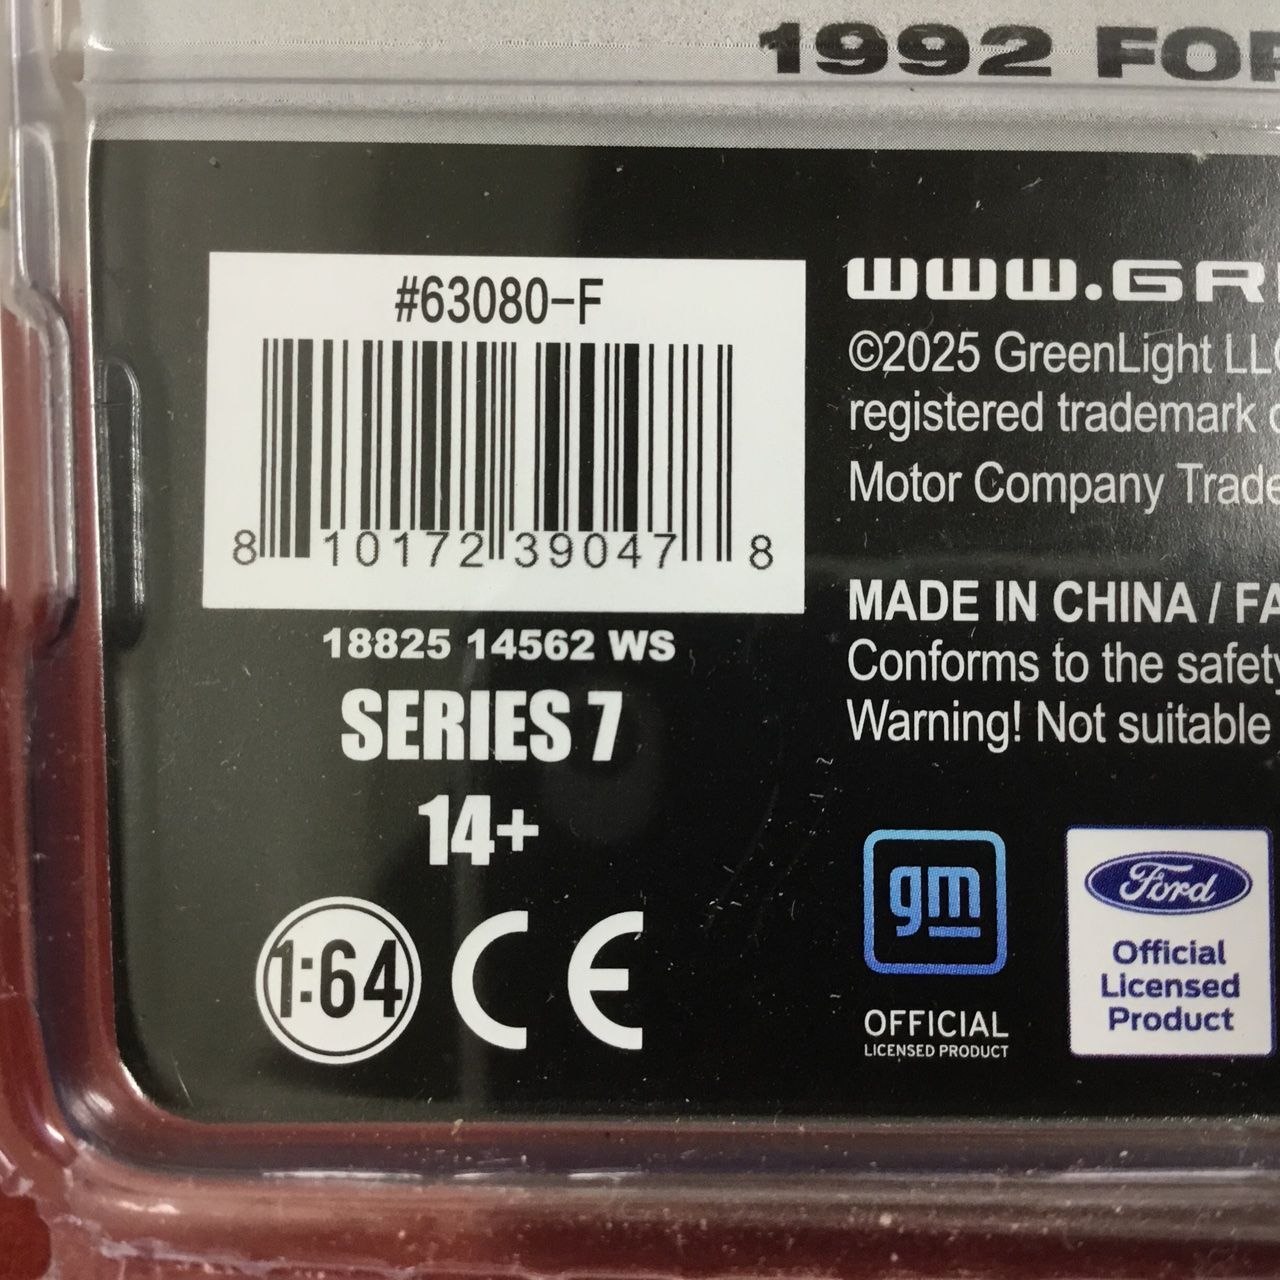 1992 FOR
#63080-F
8 10172 39047 8
18825 14562 WS
SERIES 7
14+
1:64 CE
www.GR
©2025 GreenLight LLC
registered trademark
Motor Company Trade
MADE IN CHINA / FA
Conforms to the safety
Warning! Not suitable
gm
OFFICIAL
LICENSED PRODUCT
Ford
Official
Licensed
Product